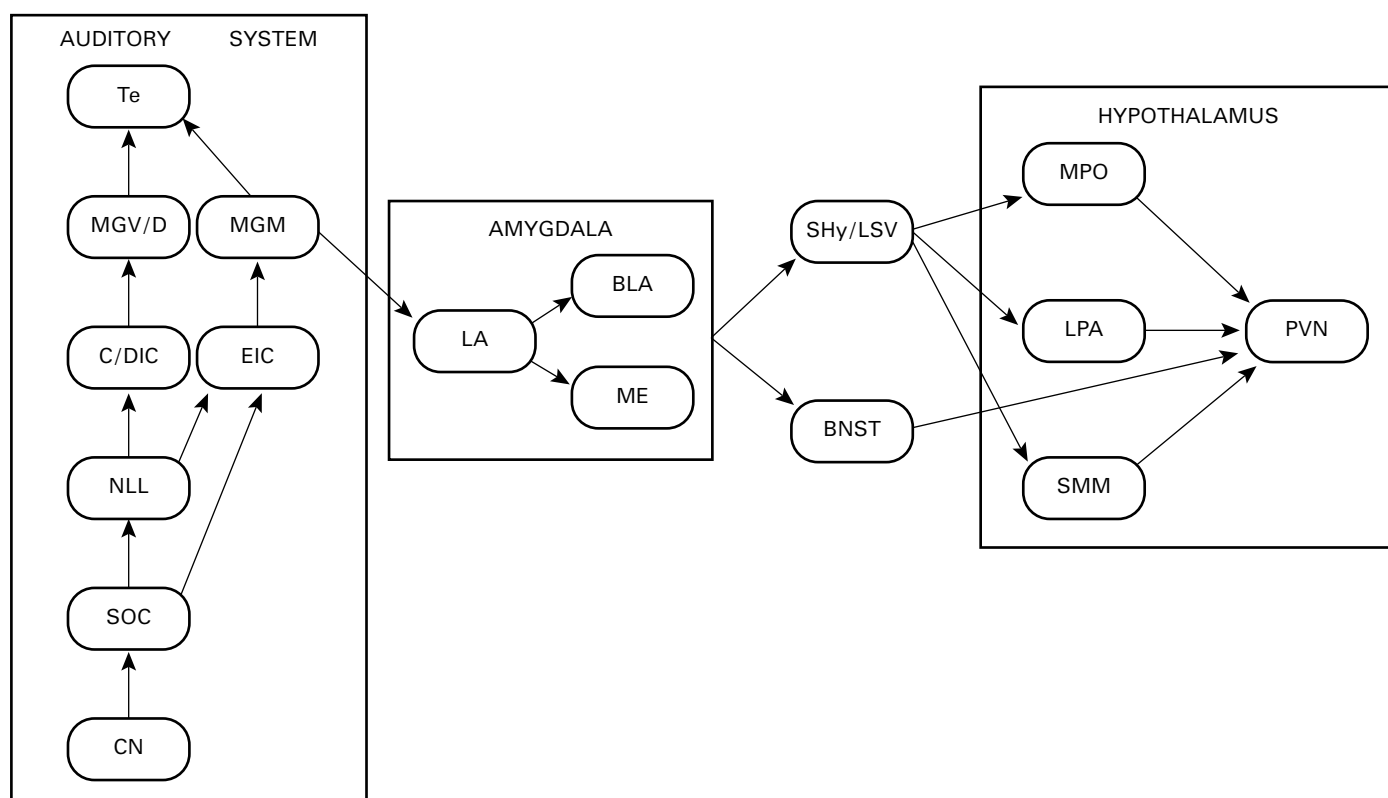 AUDITORY SYSTEM
Te
MGV/D
MGM
C/DIC
EIC
NLL
SOC
CN
AMYGDALA
LA
BLA
ME
SHy/LSV
BNST
HYPOTHALAMUS
MPO
LPA
SMM
PVN